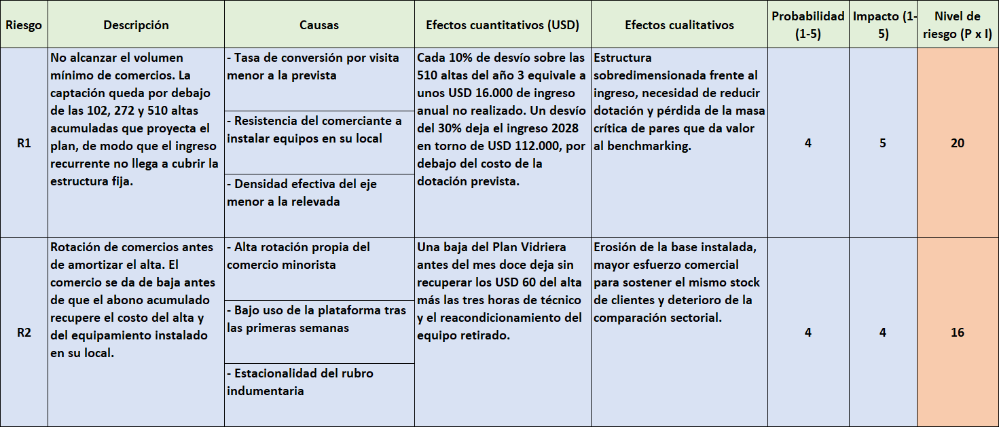 Riesgo
Descripción
Causas
Efectos cuantitativos (USD)
Efectos cualitativos
Probabilidad
(1-5)
Impacto (1-
5)
Nivel de
riesgo (P x I)
R1
No alcanzar el volumen
mínimo de comercios. La
captación queda por debajo
de las 102, 272 y 510 altas
acumuladas que proyecta el
plan, de modo que el ingreso
recurrente no llega a cubrir la
estructura fija.
- Tasa de conversión por visita
menor a la prevista
- Resistencia del comerciante a
instalar equipos en su local
- Densidad efectiva del eje
menor a la relevada
Cada 10% de desvío sobre las
510 altas del año 3 equivale a
unos USD 16.000 de ingreso
anual no realizado. Un desvío
del 30% deja el ingreso 2028
en torno de USD 112.000, por
debajo del costo de la
dotación prevista.
Estructura
sobredimensionada frente al
ingreso, necesidad de reducir
dotación y pérdida de la masa
crítica de pares que da valor
al benchmarking.
4
5
20
R2
Rotación de comercios antes
de amortizar el alta. El
comercio se da de baja antes
de que el abono acumulado
recupere el costo del alta y
del equipamiento instalado
en su local.
- Alta rotación propia del
comercio minorista
- Bajo uso de la plataforma tras
las primeras semanas
- Estacionalidad del rubro
indumentaria
Una baja del Plan Vidriera
antes del mes doce deja sin
recuperar los USD 60 del alta
más las tres horas de técnico
y el reacondicionamiento del
equipo retirado.
Erosión de la base instalada,
mayor esfuerzo comercial
para sostener el mismo stock
de clientes y deterioro de la
comparación sectorial.
4
4
16